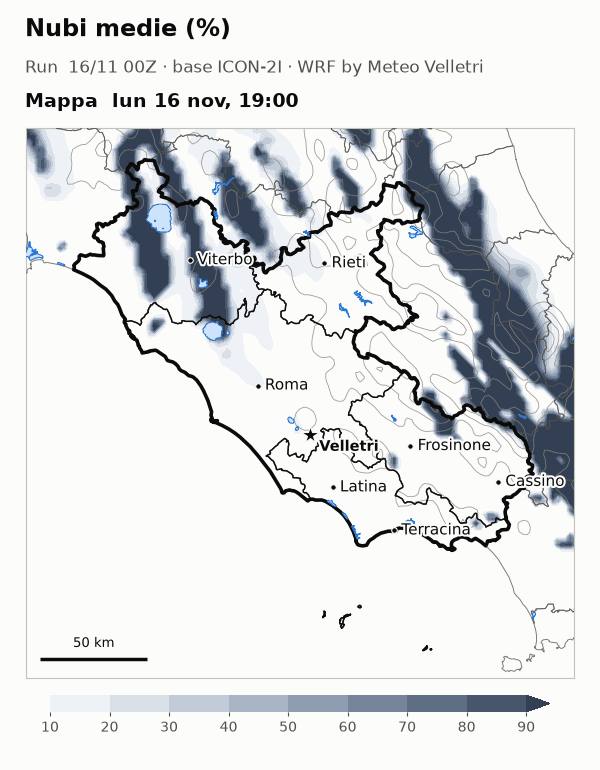 Nubi medie (%)
Run  16/11 00Z · base ICON-2I · WRF by Meteo Velletri
Mappa  lun 16 nov, 19:00
Viterbo
Rieti
Roma
Velletri
Frosinone
Latina
Cassino
Terracina
50 km
10 20 30 40 50 60 70 80 90